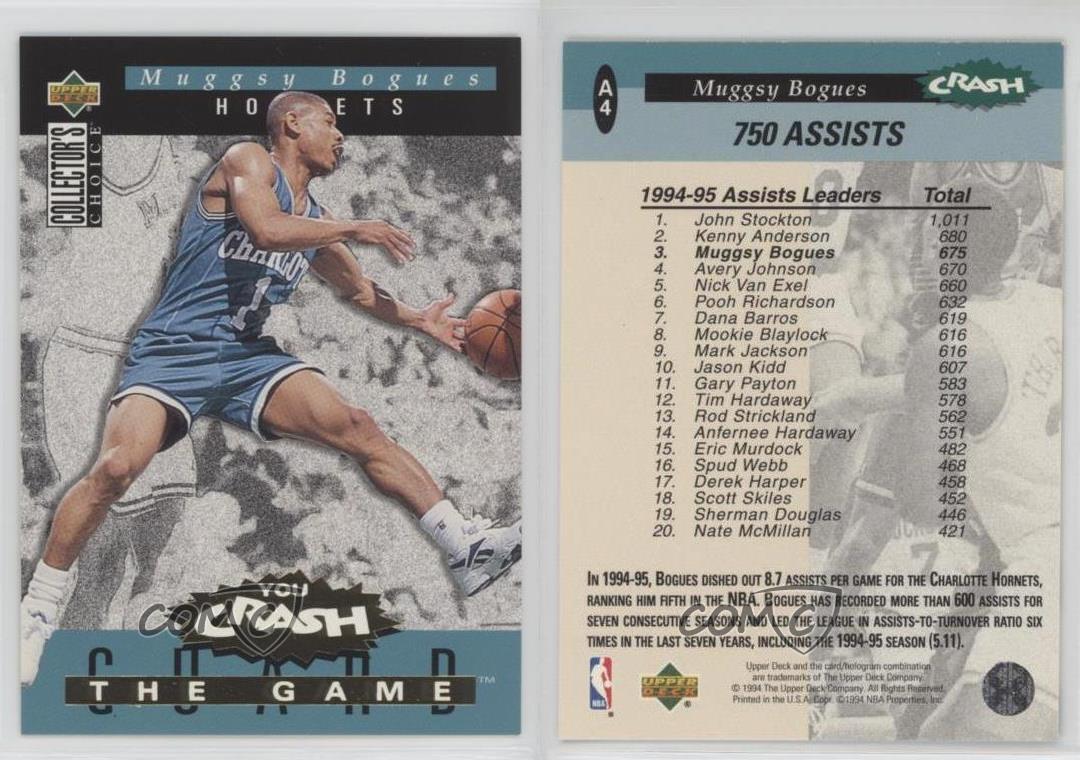 Muggsy Bogues
HORNETS
UPPER
DECK
COLLECTOR'S
CHOICE
CHARLOT
1
YOU
CRASH
COMC
GUARD
THE GAME™
A
4
Muggsy Bogues
CRASH
750 ASSISTS
1994-95 Assists Leaders Total
1. John Stockton 1,011
2. Kenny Anderson 680
3. Muggsy Bogues 675
4. Avery Johnson 670
5. Nick Van Exel 660
6. Pooh Richardson 632
7. Dana Barros 619
8. Mookie Blaylock 616
9. Mark Jackson 616
10. Jason Kidd 607
11. Gary Payton 583
12. Tim Hardaway 578
13. Rod Strickland 562
14. Anfernee Hardaway 551
15. Eric Murdock 482
16. Spud Webb 468
17. Derek Harper 458
18. Scott Skiles 452
19. Sherman Douglas 446
20. Nate McMillan 421
In 1994-95, Bogues dished out 8.7 assists per game for the Charlotte Hornets,
ranking him fifth in the NBA. Bogues has recorded more than 600 assists for
seven consecutive seasons and led the league in assists-to-turnover ratio six
times in the last seven years, including the 1994-95 season (5.11).
COMC
NBA
UPPER
DECK
®
Upper Deck and the card/hologram combination
are trademarks of The Upper Deck Company.
© 1994 The Upper Deck Company. All Rights Reserved.
Printed in the U.S.A. Copr. ©1994 NBA Properties, Inc.